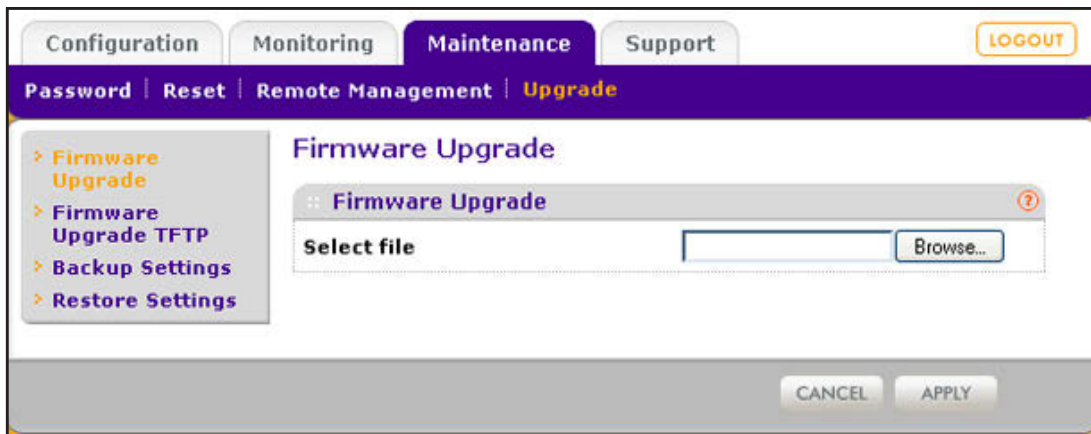 Configuration Monitoring Maintenance Support LOGOUT
Password Reset Remote Management Upgrade
Firmware
Upgrade
Firmware
Upgrade TFTP
Backup Settings
Restore Settings
Firmware Upgrade
Firmware Upgrade ?
Select file Browse...
CANCEL APPLY